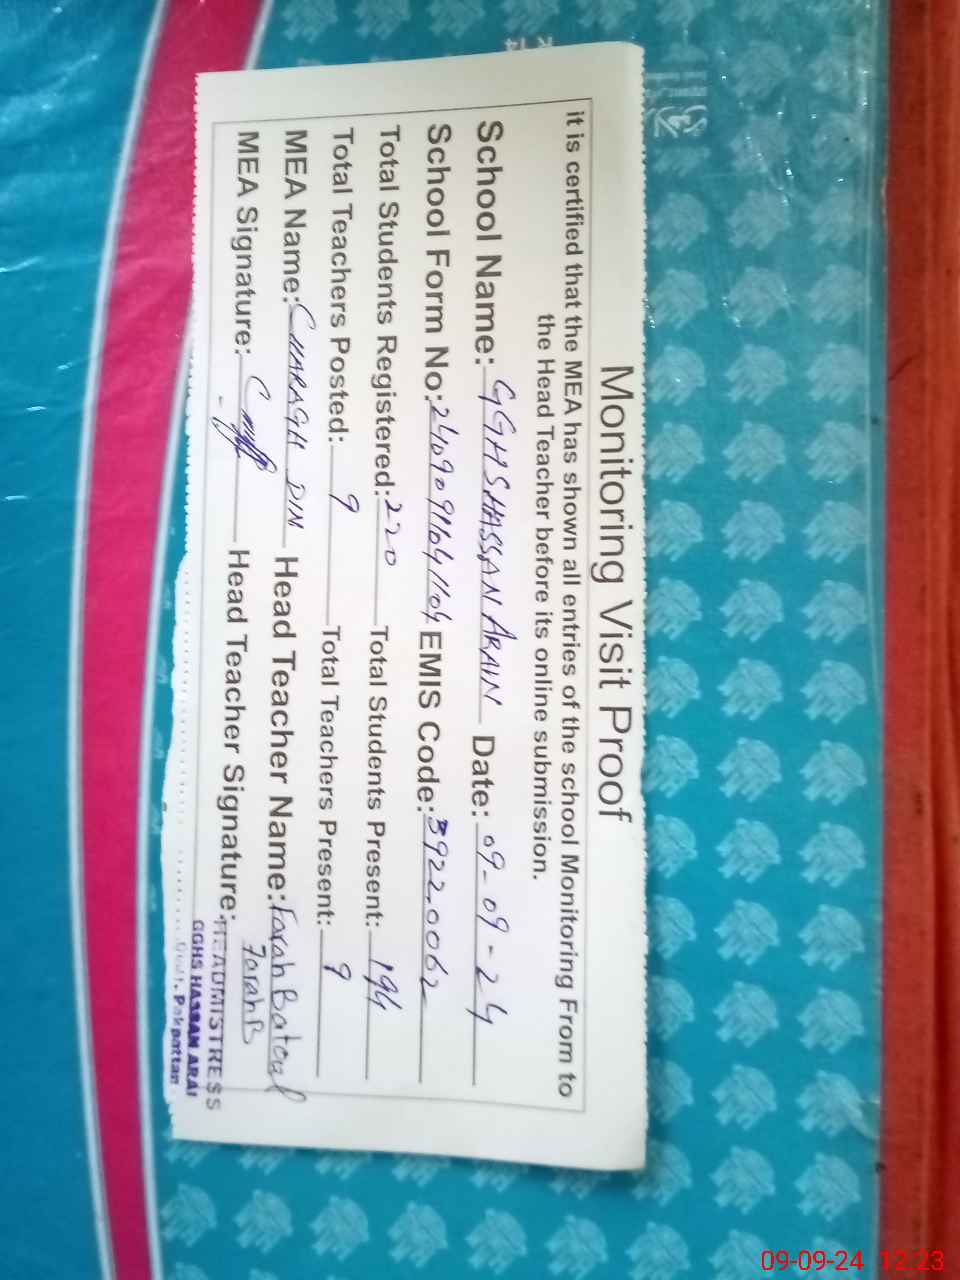 Monitoring Visit Proof
it is certified that the MEA has shown all entries of the school Monitoring From to
the Head Teacher before its online submission.
School Name: GGHS HASSAN ARAIN Date: 09-09-24
School Form No: EMIS Code: 39220062
Total Students Registered: 220 Total Students Present: 194
Total Teachers Posted: 9 Total Teachers Present: 9
MEA Name: CHARAGH DIN Head Teacher Name: Farah Batool
MEA Signature: Head Teacher Signature: FarahB
HEADMISTRESS
GGHS HASSAN ARAI
Pakpattan
09-09-24 12:23